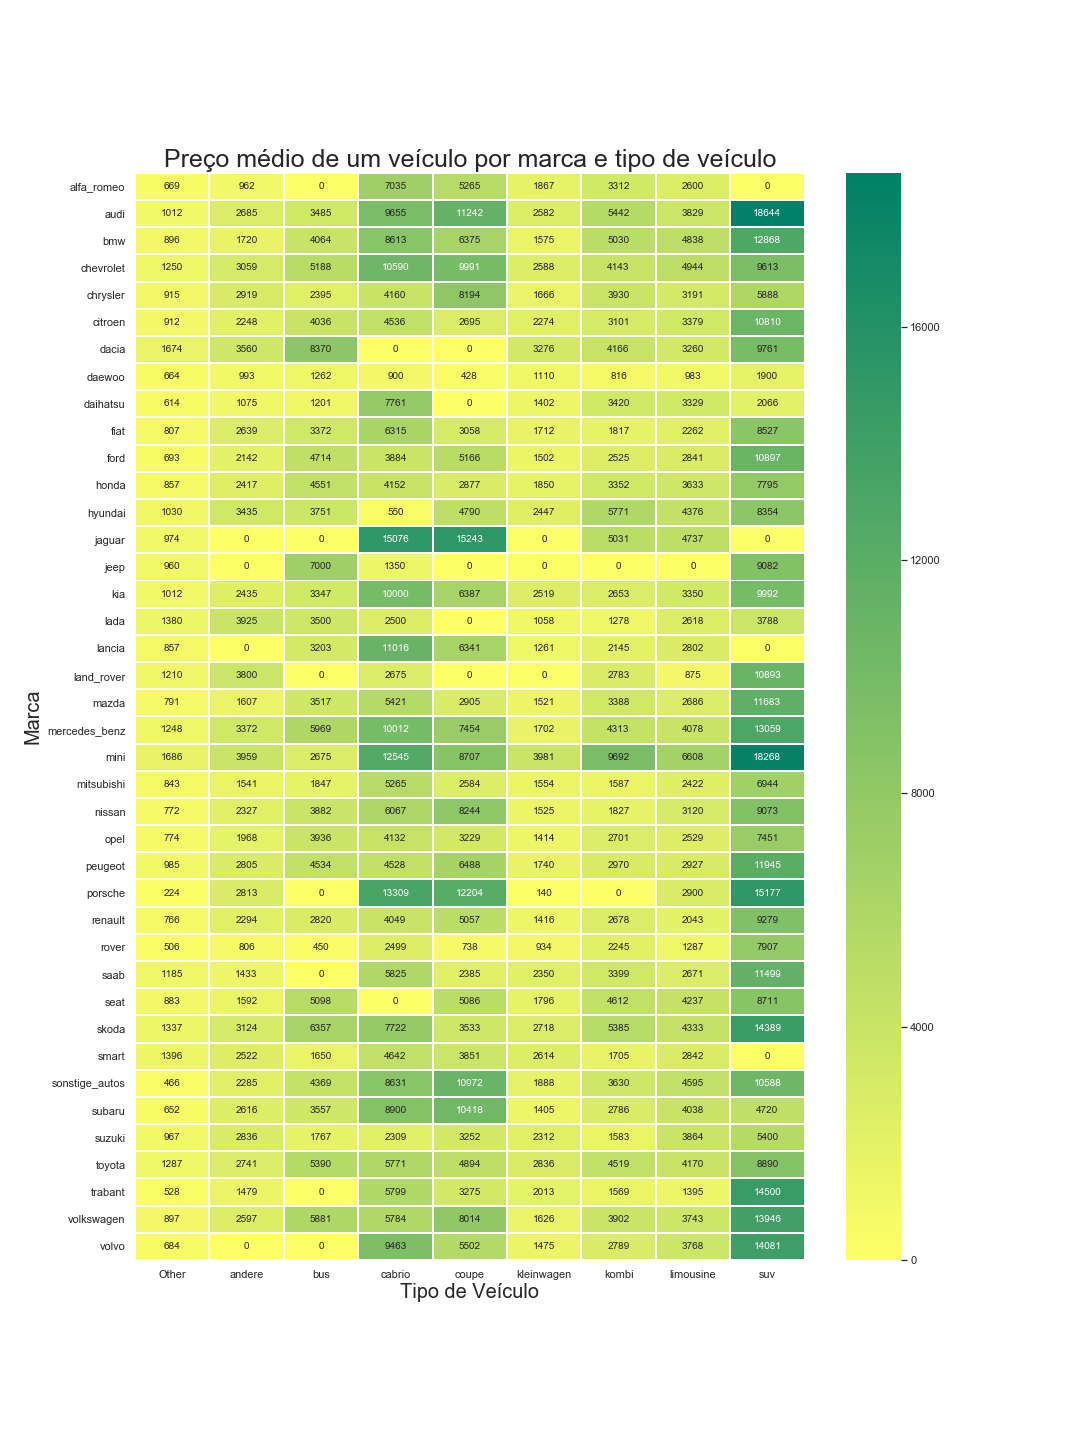 Preço médio de um veículo por marca e tipo de veículo
alfa_romeo 669 962 0 7035 5265 1867 3312 2600 0
audi 1012 2685 3485 9655 11242 2582 5442 3829 18644
bmw 896 1720 4064 8613 6375 1575 5030 4838 12868
chevrolet 1250 3059 5188 10590 9991 2588 4143 4944 9613
chrysler 915 2919 2395 4160 8194 1666 3930 3191 5888
citroen 912 2248 4036 4536 2695 2274 3101 3379 10810
16000
dacia 1674 3560 8370 0 0 3276 4166 3260 9761
daewoo 664 993 1262 900 428 1110 816 983 1900
daihatsu 614 1075 1201 7761 0 1402 3420 3329 2066
fiat 807 2639 3372 6315 3058 1712 1817 2262 8527
ford 693 2142 4714 3884 5166 1502 2525 2841 10897
honda 857 2417 4551 4152 2877 1850 3352 3633 7795
hyundai 1030 3435 3751 550 4790 2447 5771 4376 8354
jaguar 974 0 0 15076 15243 0 5031 4737 0
12000
jeep 960 0 7000 1350 0 0 0 0 9082
kia 1012 2435 3347 10000 6387 2519 2653 3350 9992
lada 1380 3925 3500 2500 0 1058 1278 2618 3788
lancia 857 0 3203 11016 6341 1261 2145 2802 0
land_rover 1210 3800 0 2675 0 0 2783 875 10893
mazda 791 1607 3517 5421 2905 1521 3388 2686 11683
Marca
mercedes_benz 1248 3372 5969 10012 7454 1702 4313 4078 13059
mini 1686 3959 2675 12545 8707 3981 9692 6608 18268
mitsubishi 843 1541 1847 5265 2584 1554 1587 2422 6944
8000
nissan 772 2327 3882 6067 8244 1525 1827 3120 9073
opel 774 1968 3936 4132 3229 1414 2701 2529 7451
peugeot 985 2805 4534 4528 6488 1740 2970 2927 11945
porsche 224 2813 0 13309 12204 140 0 2900 15177
renault 766 2294 2820 4049 5057 1416 2678 2043 9279
rover 506 806 450 2499 738 934 2245 1287 7907
saab 1185 1433 0 5825 2385 2350 3399 2671 11499
seat 883 1592 5098 0 5086 1796 4612 4237 8711
skoda 1337 3124 6357 7722 3533 2718 5385 4333 14389
4000
smart 1396 2522 1650 4642 3851 2614 1705 2842 0
sonstige_autos 466 2285 4369 8631 10972 1888 3630 4595 10588
subaru 652 2616 3557 8900 10418 1405 2786 4038 4720
suzuki 967 2836 1767 2309 3252 2312 1583 3864 5400
toyota 1287 2741 5390 5771 4894 2836 4519 4170 8890
trabant 528 1479 0 5799 3275 2013 1569 1395 14500
volkswagen 897 2597 5881 5784 8014 1626 3902 3743 13946
volvo 684 0 0 9463 5502 1475 2789 3768 14081
0
Other andere bus cabrio coupe kleinwagen kombi limousine suv
Tipo de Veículo